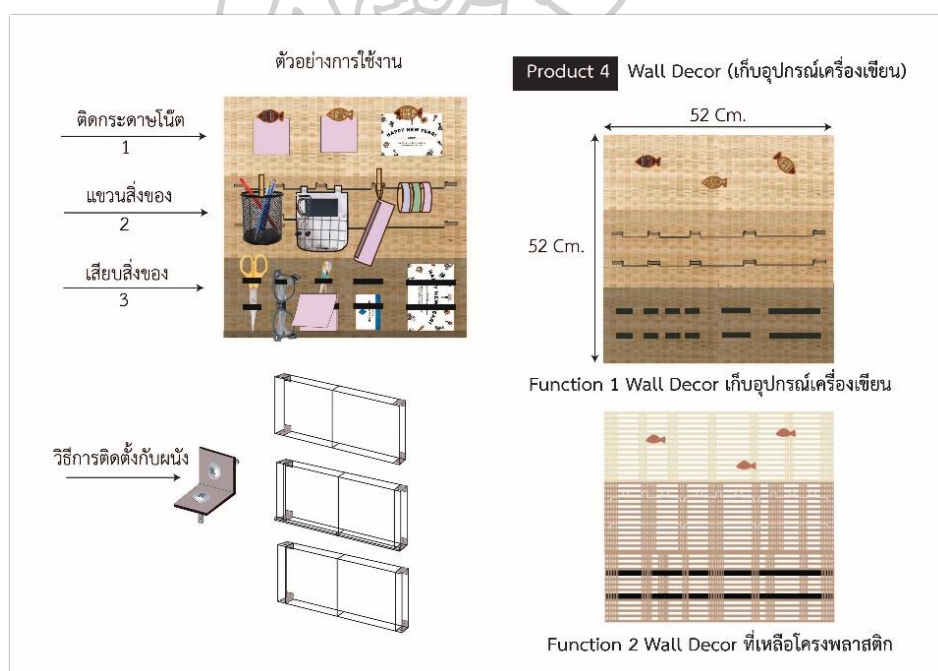 ตัวอย่างการใช้งาน
ติดกระดาษโน๊ต
1
แขวนสิ่งของ
2
เสียบสิ่งของ
3
HAPPY NEW YEAR!
วิธีการติดตั้งกับผนัง
Product 4 Wall Decor (เก็บอุปกรณ์เครื่องเขียน)
52 Cm.
52 Cm.
Function 1 Wall Decor เก็บอุปกรณ์เครื่องเขียน
Function 2 Wall Decor ที่เหลือโครงพลาสติก